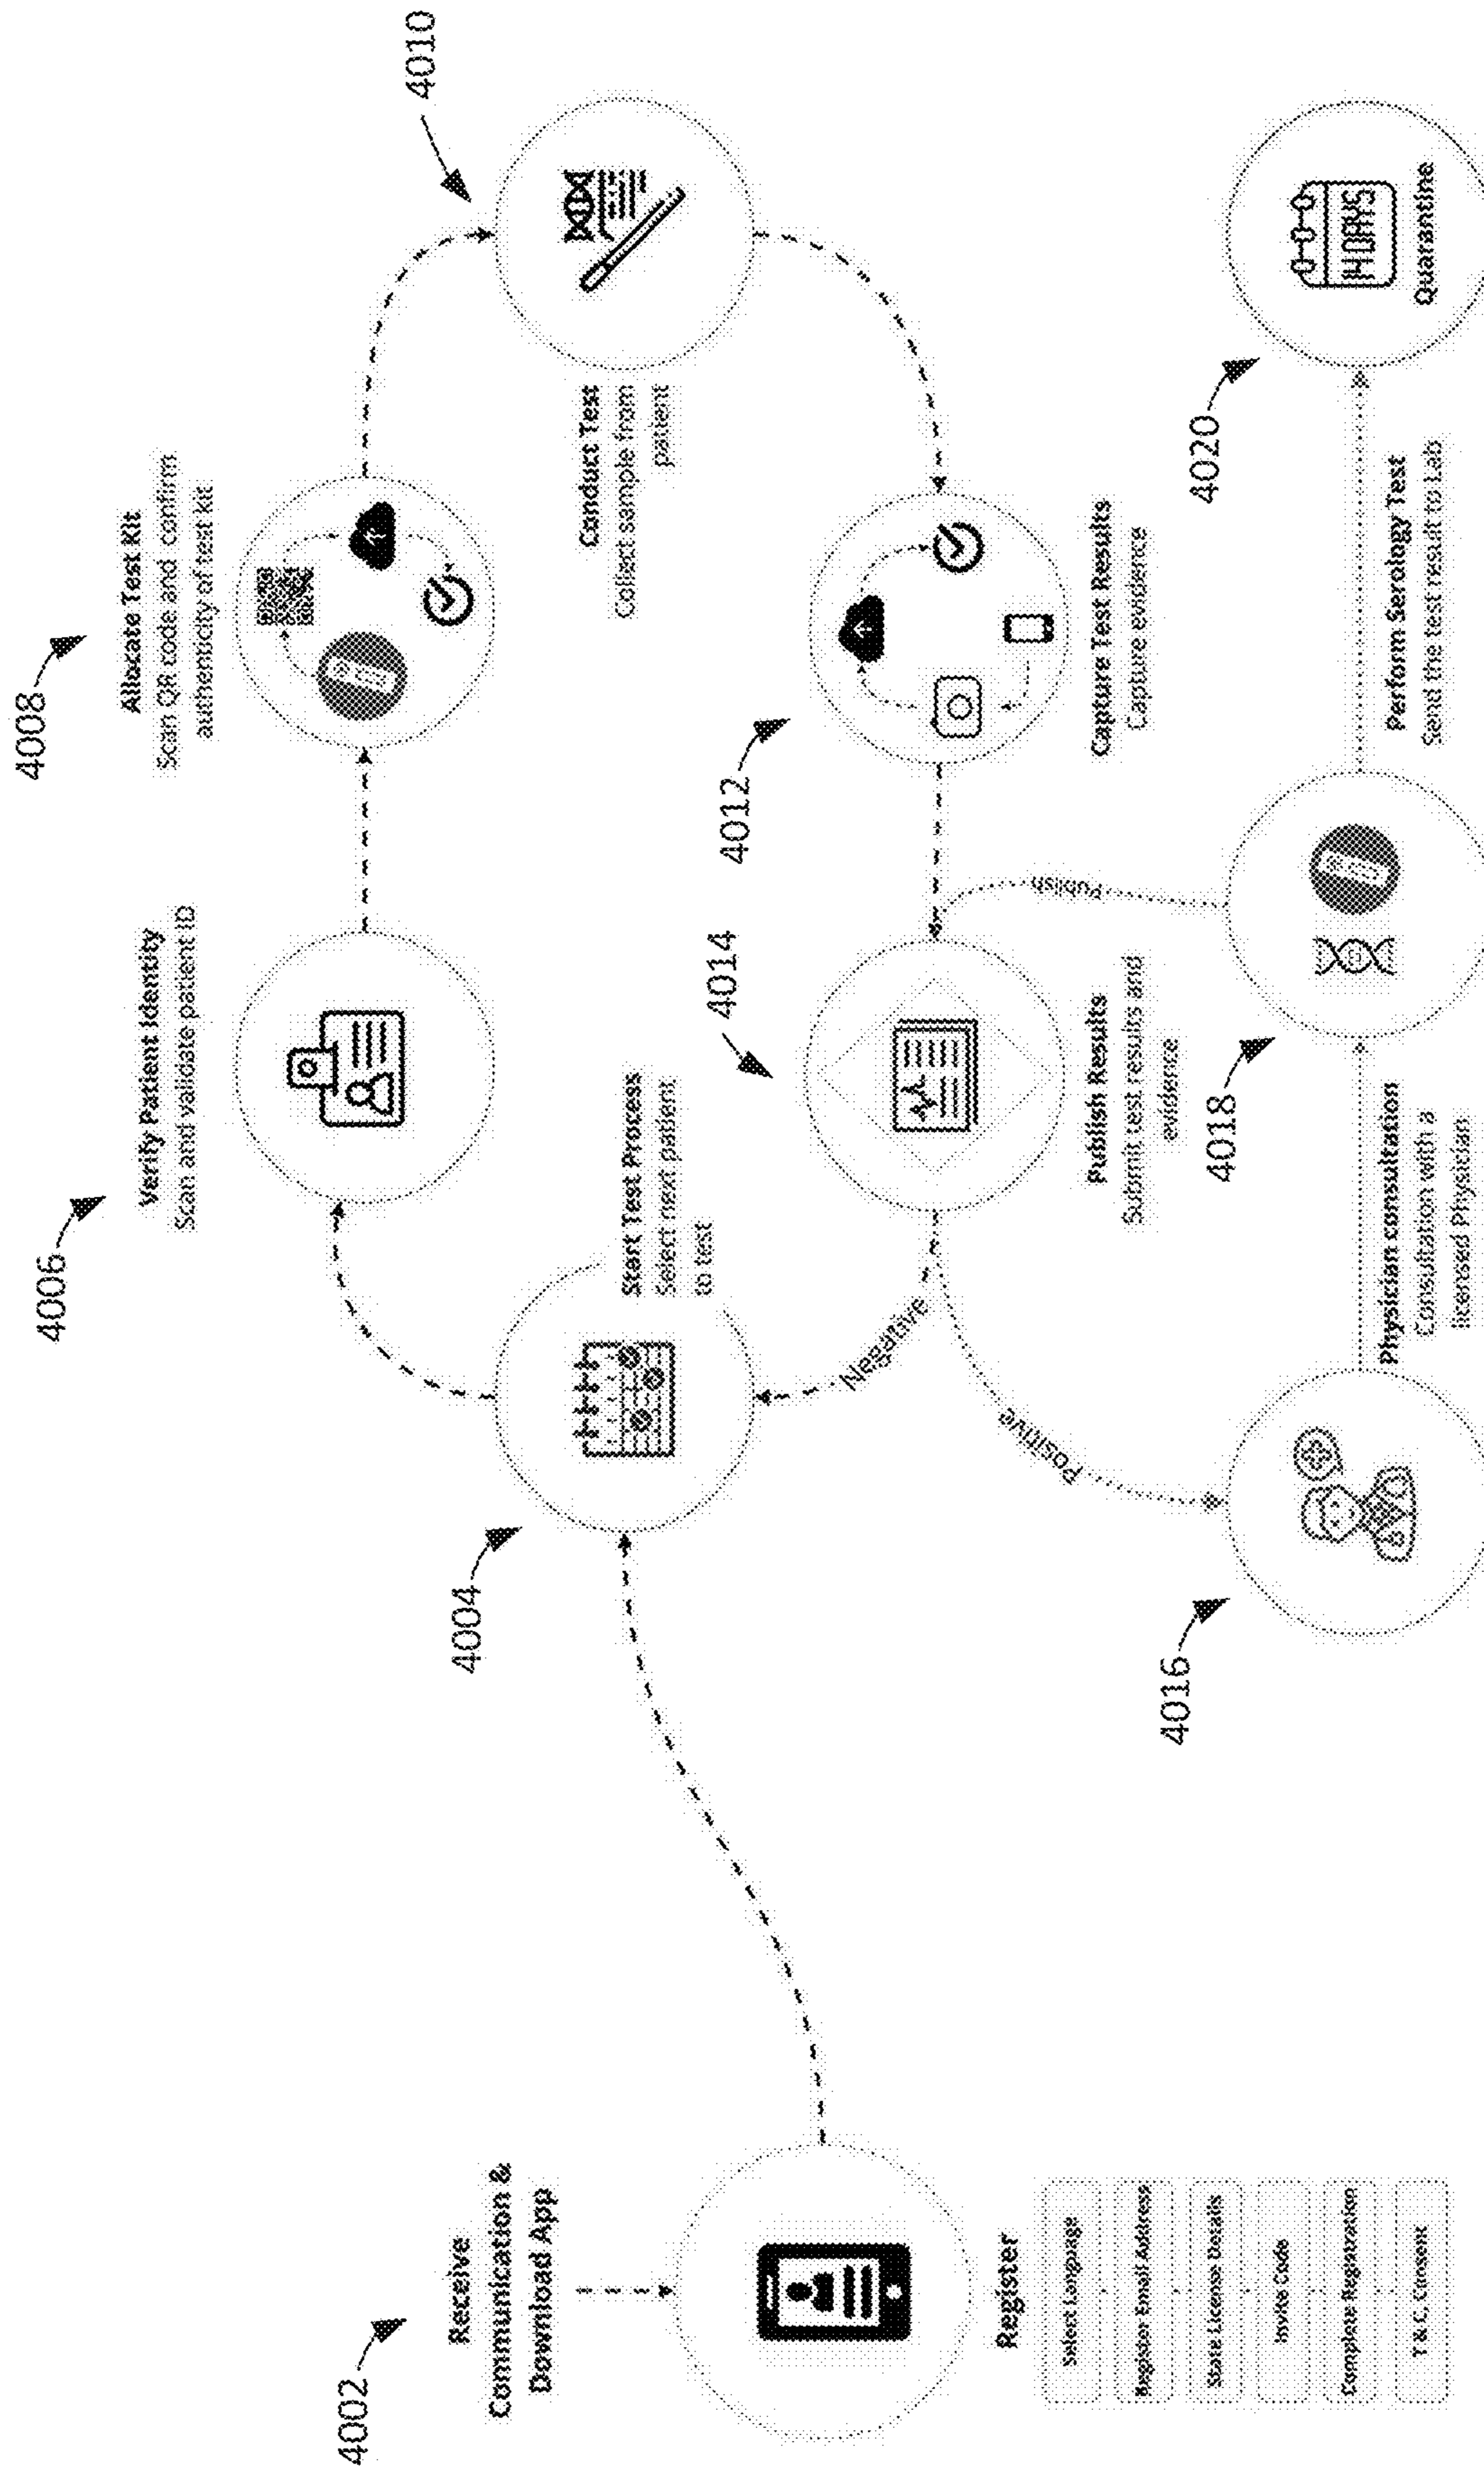 4002
Receive
Communication &
Download App
Register
Select Language
Register Email Address
State License Details
Invite Code
Complete Registration
T & C, Consent
4004
Start Test Process
Select next patient
to test
4006
Verify Patient Identity
Scan and validate patient ID
4008
Allocate Test Kit
Scan QR code and confirm
authenticity of test kit
4010
Conduct Test
Collect sample from
patient
4012
Capture Test Results
Capture evidence
4014
Publish Results
Submit test results and
evidence
Negative
Positive
Publish
4016
Physician consultation
Consultation with a
licensed Physician
4018
Perform Serology Test
Send the test result to Lab
4020
14 DAYS
Quarantine